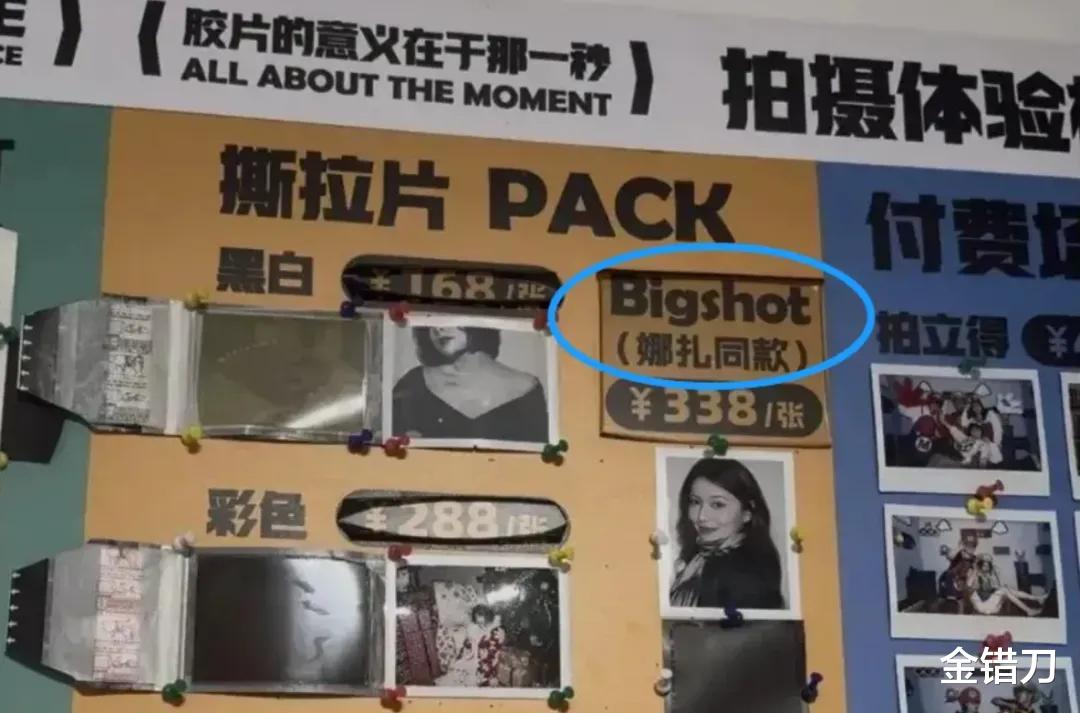 CE
胶片的意义在于那一秒
ALL ABOUT THE MOMENT
拍摄体验
撕拉片 PACK
黑白
¥168/张
Bigshot
(娜扎同款)
¥338/张
彩色
¥288/张
付费
拍立得
¥
金错刀